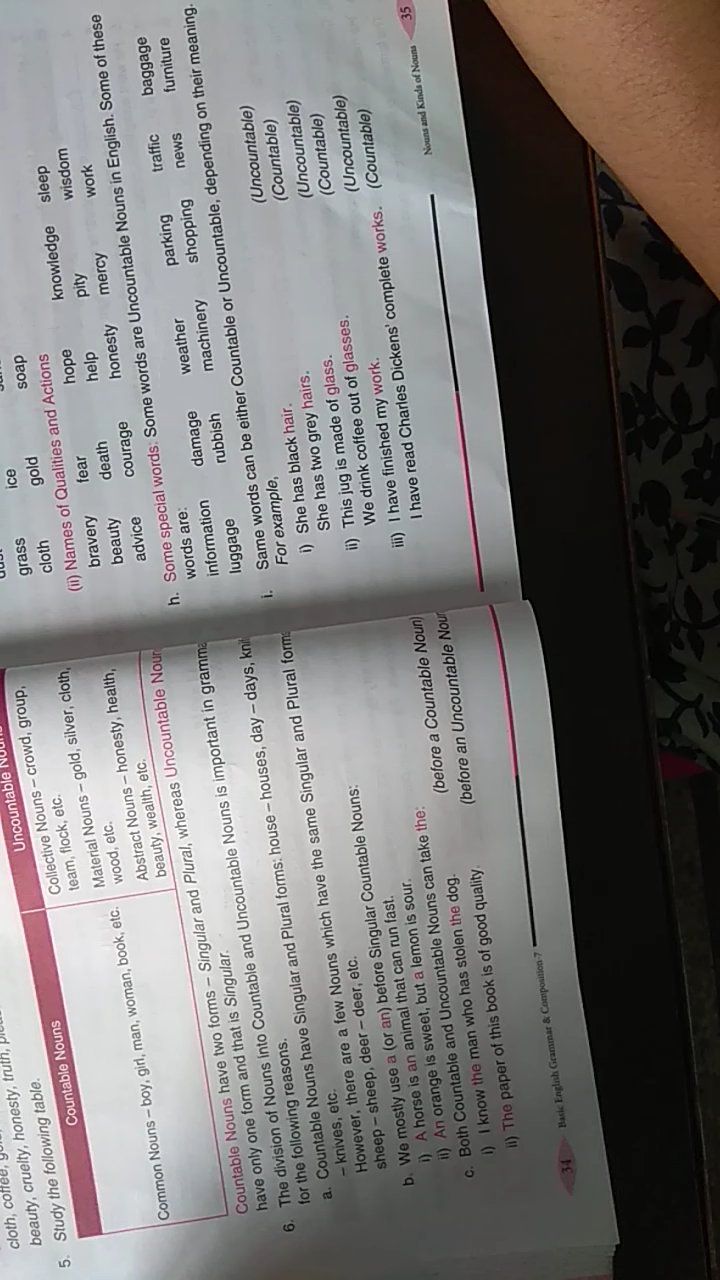 cloth, coffee,
beauty, cruelty, honesty, truth,
5. Study the following table.
Countable Nouns
Uncountable Nouns
Common Nouns – boy, girl, man, woman, book, etc.
Collective Nouns – crowd, group,
team, flock, etc.
Material Nouns – gold, silver, cloth,
wood, etc.
Abstract Nouns – honesty, health,
beauty, wealth, etc.
Countable Nouns have two forms – Singular and Plural, whereas Uncountable
have only one form and that is Singular.
6. The division of Nouns into Countable and Uncountable Nouns is important in
for the following reasons.
a. Countable Nouns have Singular and Plural forms: house – houses, day – days,
– knives, etc.
However, there are a few Nouns which have the same Singular and Plural
sheep – sheep, deer – deer, etc.
b. We mostly use a (or an) before Singular Countable Nouns:
i) A horse is an animal that can run fast.
ii) An orange is sweet, but a lemon is sour.
c. Both Countable and Uncountable Nouns can take the:
i) I know the man who has stolen the dog. (before a Countable Noun)
ii) The paper of this book is of good quality. (before an Uncountable
34 Basic English Grammar & Composition-7
grass ice soap
cloth gold
(ii) Names of Qualities and Actions
bravery fear hope knowledge sleep
beauty death help pity wisdom
advice courage honesty mercy work
h. Some special words: Some words are Uncountable Nouns in English. Some of these
words are:
information damage weather parking traffic baggage
luggage rubbish machinery shopping news furniture
i. Some words can be either Countable or Uncountable, depending on their meaning.
For example,
i) She has black hair. (Uncountable)
She has two grey hairs. (Countable)
ii) This jug is made of glass. (Uncountable)
We drink coffee out of glasses. (Countable)
iii) I have finished my work. (Uncountable)
I have read Charles Dickens' complete works. (Countable)
Nouns and Kinds of Nouns 35